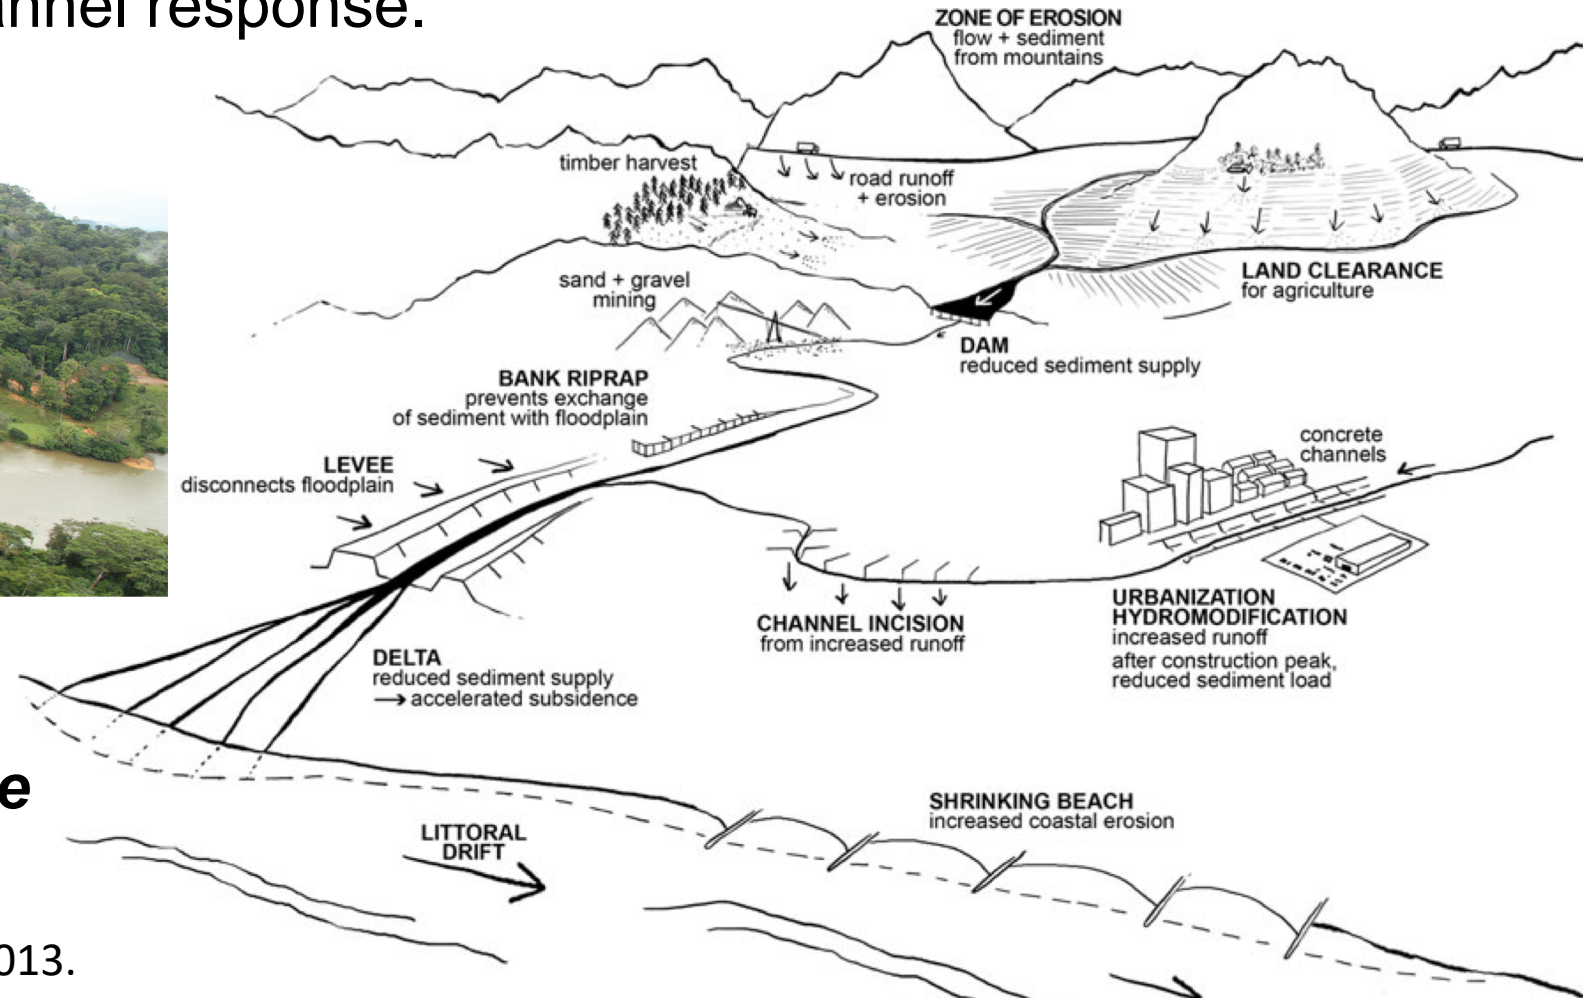 annel response.
ZONE OF EROSION
flow + sediment
from mountains
timber harvest
road runoff
+ erosion
sand + gravel
mining
LAND CLEARANCE
for agriculture
DAM
reduced sediment supply
BANK RIPRAP
prevents exchange
of sediment with floodplain
LEVEE
disconnects floodplain
concrete
channels
CHANNEL INCISION
from increased runoff
URBANIZATION
HYDROMODIFICATION
increased runoff
after construction peak,
reduced sediment load
DELTA
reduced sediment supply
→ accelerated subsidence
e
SHRINKING BEACH
increased coastal erosion
LITTORAL
DRIFT
013.